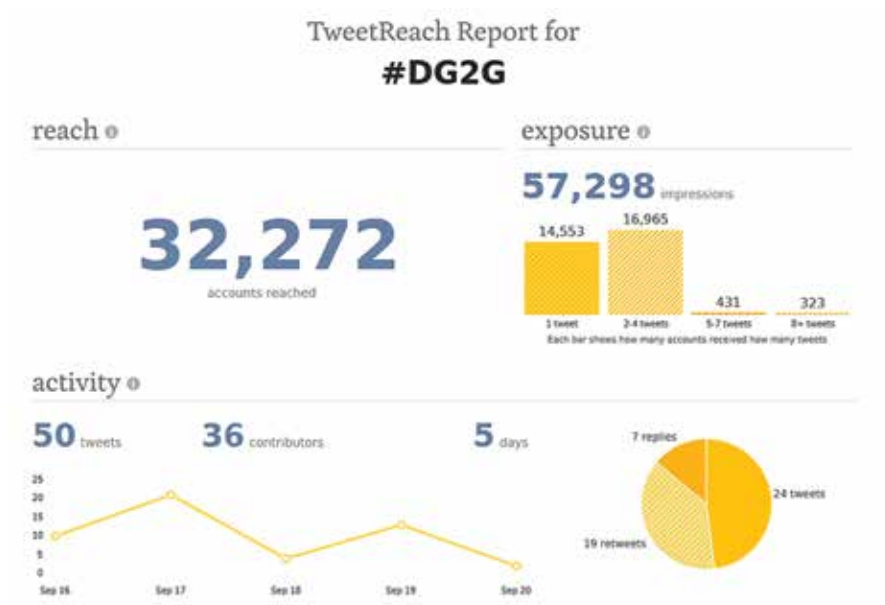 TweetReach Report for
#DG2G
reach
exposure
32,272
accounts reached
57,298 impressions
14,553
16,965
431
323
1 tweet
2-4 tweets
5-7 tweets
8+ tweets
Each bar shows how many accounts received how many tweets
activity
50 tweets
36 contributors
5 days
25
20
15
10
5
0
Sep 16
Sep 17
Sep 18
Sep 19
Sep 20
7 replies
24 tweets
19 retweets